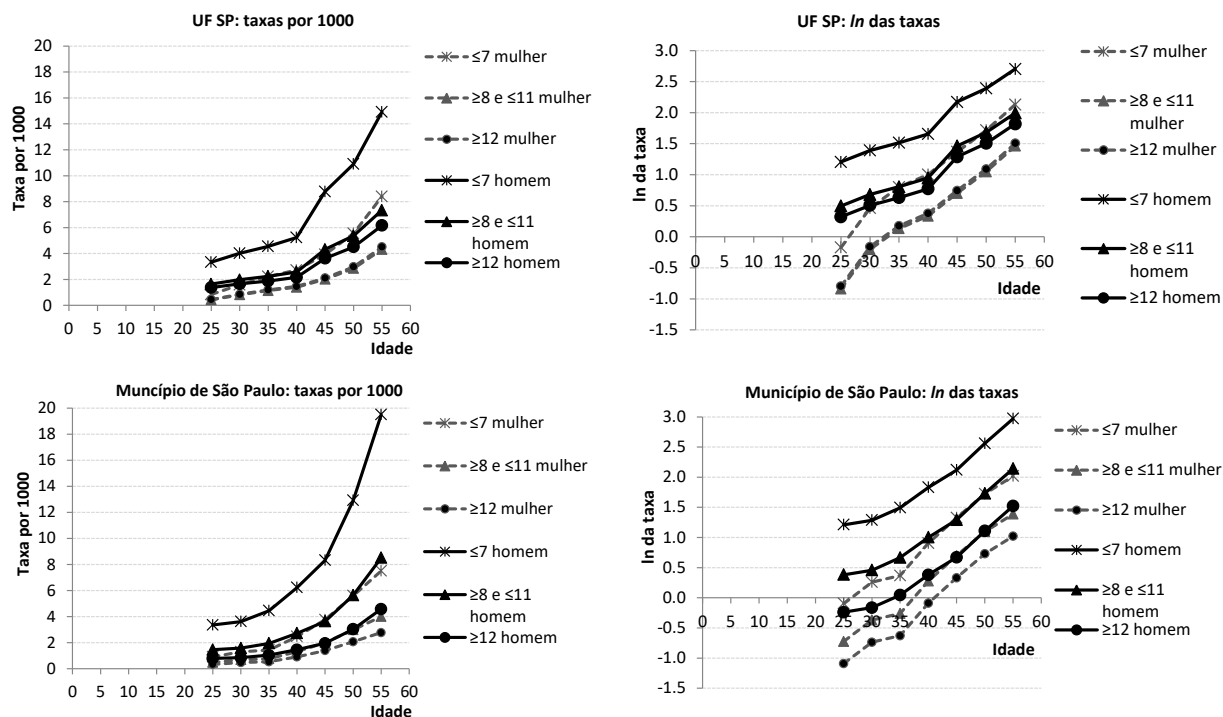 UF SP: taxas por 1000
20
18
16
14
12
10
8
6
4
2
0
Taxa por 1000
0 5 10 15 20 25 30 35 40 45 50 55 60
Idade
≤7 mulher
≥8 e ≤11 mulher
≥12 mulher
≤7 homem
≥8 e ≤11
homem
≥12 homem
UF SP: ln das taxas
3.0
2.5
2.0
1.5
1.0
0.5
0.0
-0.5
-1.0
-1.5
ln da taxa
0 5 10 15 20 25 30 35 40 45 50 55 60
Idade
≤7 mulher
≥8 e ≤11
mulher
≥12 mulher
≤7 homem
≥8 e ≤11
homem
≥12 homem
Muncípio de São Paulo: taxas por 1000
20
18
16
14
12
10
8
6
4
2
0
Taxa por 1000
0 5 10 15 20 25 30 35 40 45 50 55 60
Idade
≤7 mulher
≥8 e ≤11 mulher
≥12 mulher
≤7 homem
≥8 e ≤11
homem
≥12 homem
Município de São Paulo: ln das taxas
3.0
2.5
2.0
1.5
1.0
0.5
0.0
-0.5
-1.0
-1.5
ln da taxa
0 5 10 15 20 25 30 35 40 45 50 55 60
Idade
≤7 mulher
≥8 e ≤11 mulher
≥12 mulher
≤7 homem
≥8 e ≤11
homem
≥12 homem